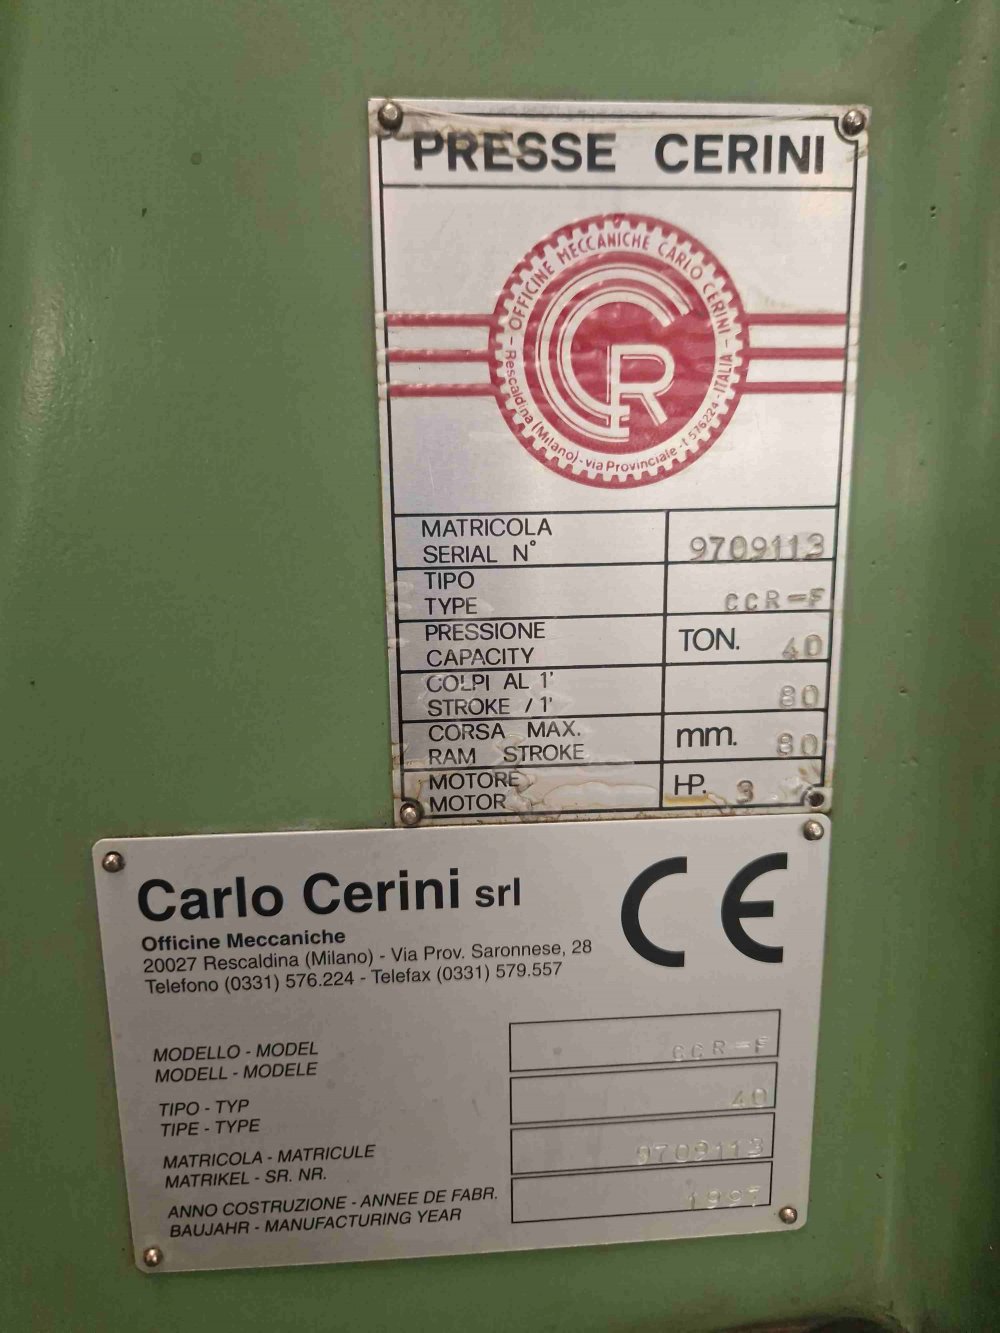 PRESSE CERINI
- OFFICINE MECCANICHE CARLO CERINI -
Rescaldina (Milano) - via Provinciale - t 576224 - ITALIA
CCR
MATRICOLA
SERIAL N° 9709113
TIPO
TYPE CCR-F
PRESSIONE
CAPACITY TON. 40
COLPI AL 1'
STROKE / 1' 80
CORSA MAX.
RAM STROKE mm. 80
MOTORE
MOTOR HP. 3
Carlo Cerini srl CE
Officine Meccaniche
20027 Rescaldina (Milano) - Via Prov. Saronnese, 28
Telefono (0331) 576.224 - Telefax (0331) 579.557
MODELLO - MODEL
MODELL - MODELE CCR-F
TIPO - TYP
TIPE - TYPE 40
MATRICOLA - MATRICULE
MATRIKEL - SR. NR. 9709113
ANNO COSTRUZIONE - ANNEE DE FABR.
BAUJAHR - MANUFACTURING YEAR 1997